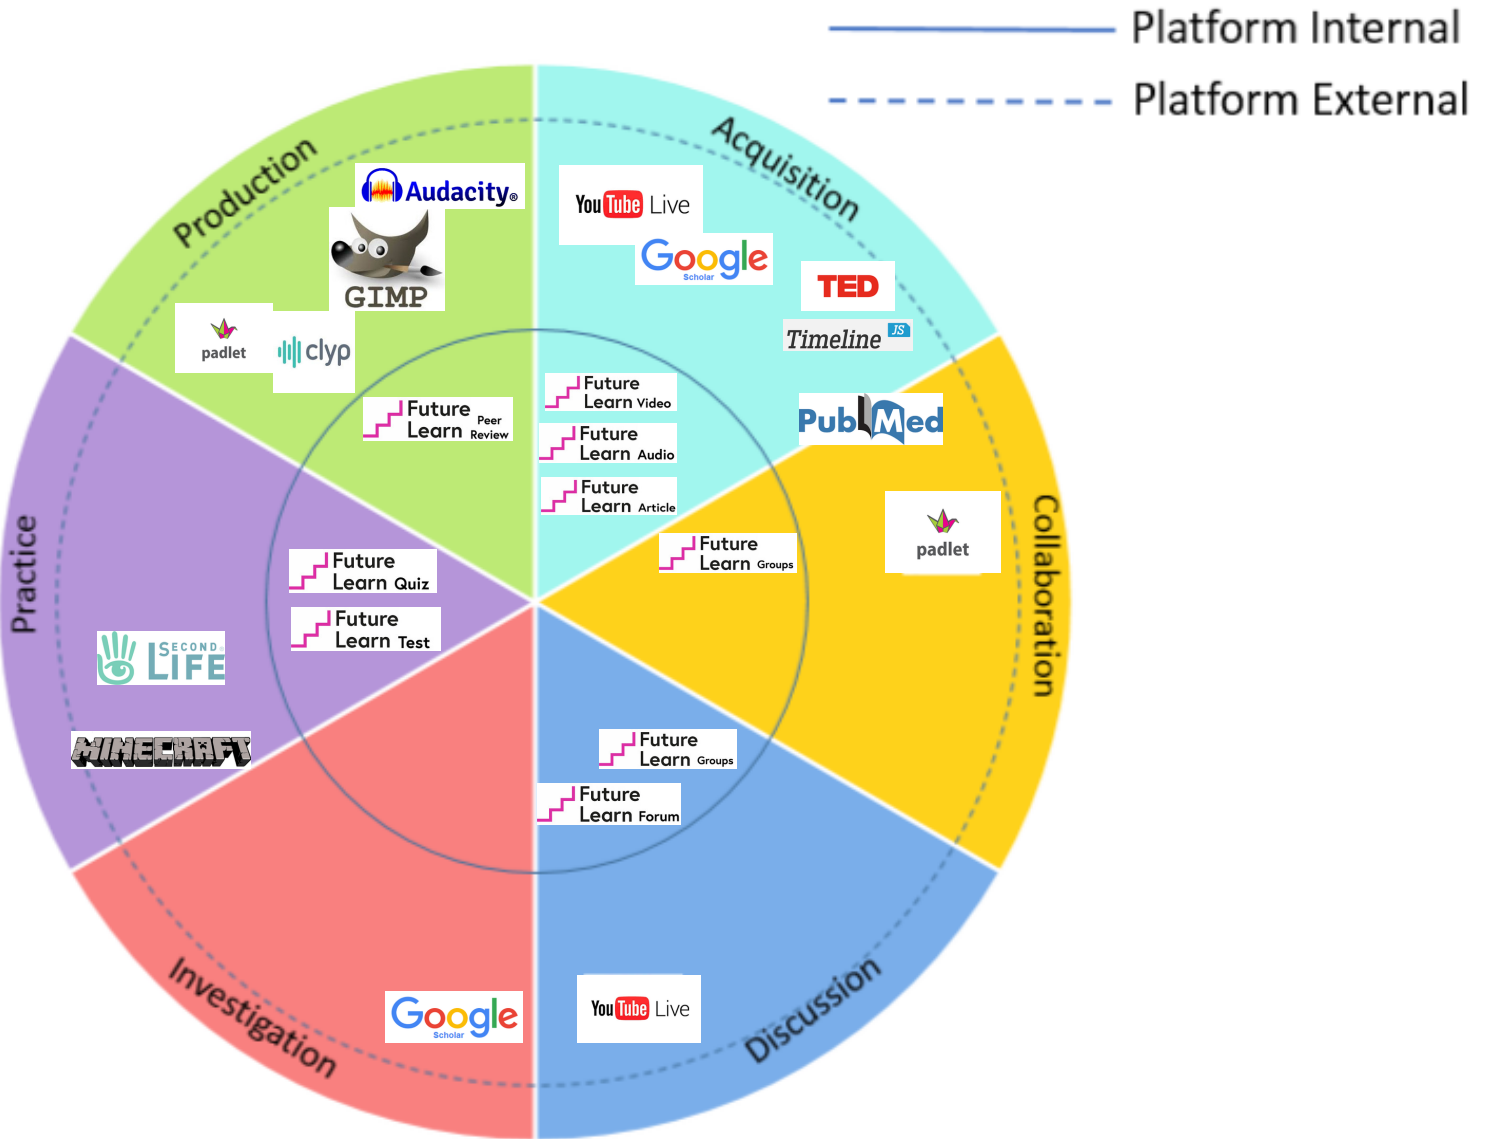 Platform Internal
Platform External
Production
Audacity®
GIMP
padlet
clyp
Future
Learn Peer
Review
Acquisition
YouTube Live
Google
Scholar
TED
Timeline JS
PubMed
Future
Learn Video
Future
Learn Audio
Future
Learn Article
Collaboration
Future
Learn Groups
padlet
Practice
Future
Learn Quiz
Future
Learn Test
SECOND
LIFE
MINECRAFT
Investigation
Google
Scholar
Discussion
Future
Learn Groups
Future
Learn Forum
YouTube Live